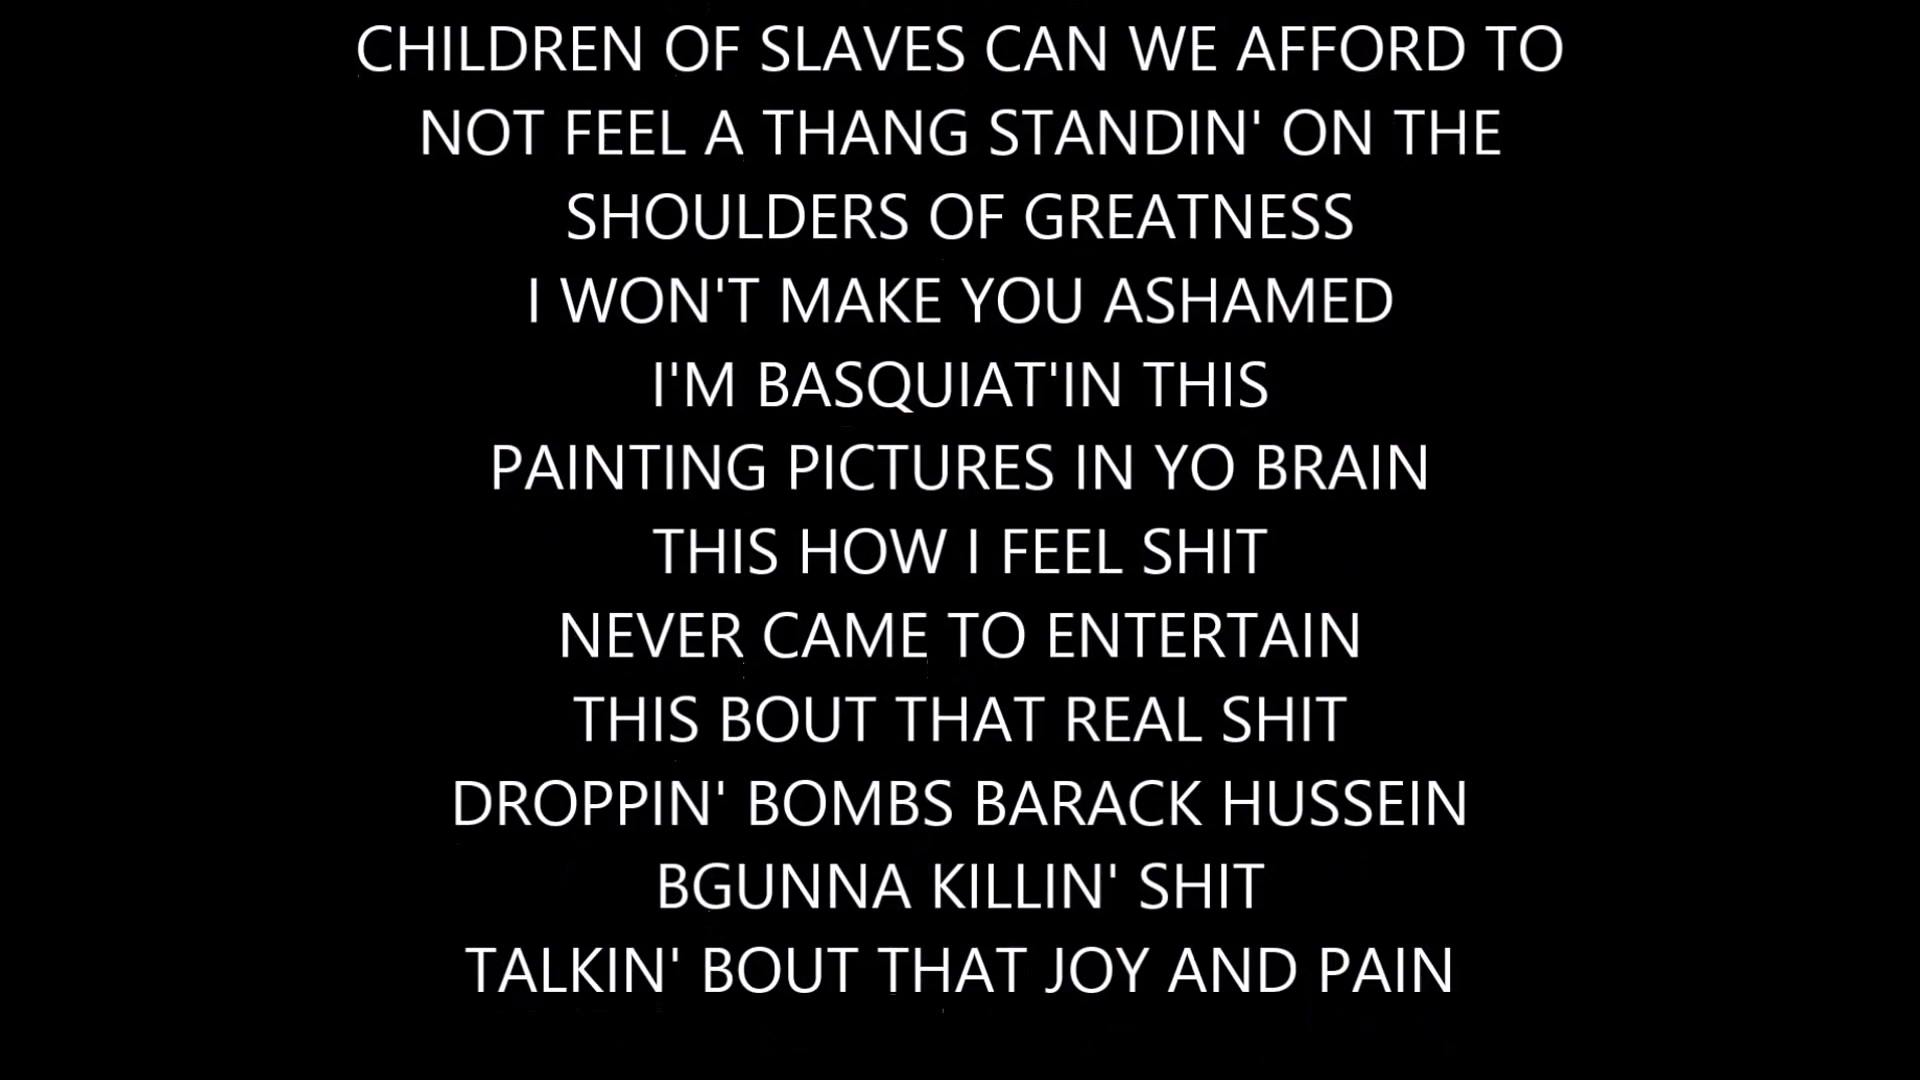 CHILDREN OF SLAVES CAN WE AFFORD TO
NOT FEEL A THANG STANDIN' ON THE
SHOULDERS OF GREATNESS
I WON'T MAKE YOU ASHAMED
I'M BASQUIAT'IN THIS
PAINTING PICTURES IN YO BRAIN
THIS HOW I FEEL SHIT
NEVER CAME TO ENTERTAIN
THIS BOUT THAT REAL SHIT
DROPPIN' BOMBS BARACK HUSSEIN
BGUNNA KILLIN' SHIT
TALKIN' BOUT THAT JOY AND PAIN